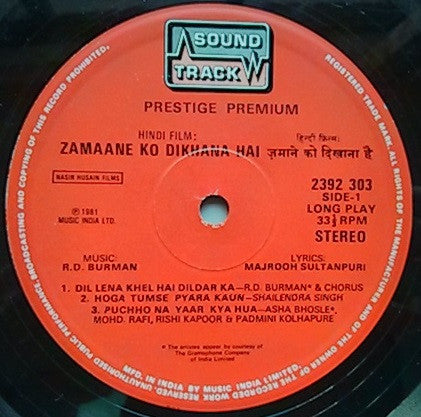 SOUND
TRACK
PRESTIGE PREMIUM
HINDI FILM: हिन्दी फ़िल्म:
ZAMAANE KO DIKHANA HAI ज़माने को दिखाना है
NASIR HUSAIN FILMS
2392 303
SIDE-1
LONG PLAY
33⅓ RPM
STEREO
℗ 1981
MUSIC INDIA LTD.
MUSIC: LYRICS:
R.D. BURMAN MAJROOH SULTANPURI
1. DIL LENA KHEL HAI DILDAR KA—R.D. BURMAN* & CHORUS
2. HOGA TUMSE PYARA KAUN—SHAILENDRA SINGH
3. PUCHHO NA YAAR KYA HUA—ASHA BHOSLE*,
MOHD. RAFI, RISHI KAPOOR & PADMINI KOLHAPURE
* The artistes appear by courtesy of
The Gramophone Company
of India Limited
REGISTERED TRADE MARK. ALL RIGHTS OF THE MANUFACTURER AND OF THE OWNER OF THE RECORDED WORK RESERVED. MFD. IN INDIA BY MUSIC INDIA LTD. UNAUTHORISED PUBLIC PERFORMANCE, BROADCASTING AND COPYING OF THIS RECORD PROHIBITED.